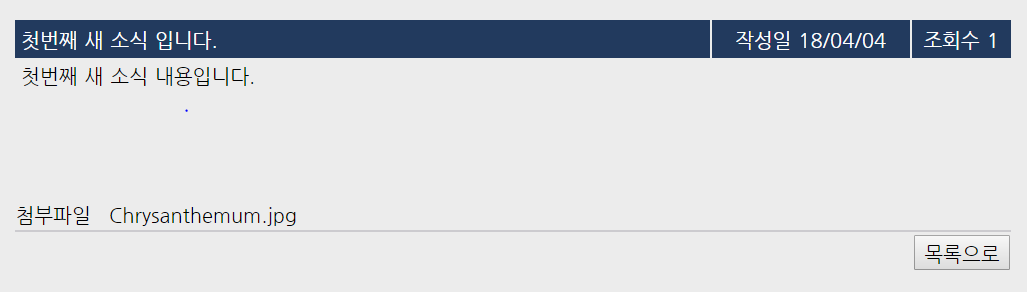 첫번째 새 소식 입니다. 작성일 18/04/04 조회수 1
첫번째 새 소식 내용입니다.
.
첨부파일 Chrysanthemum.jpg
목록으로